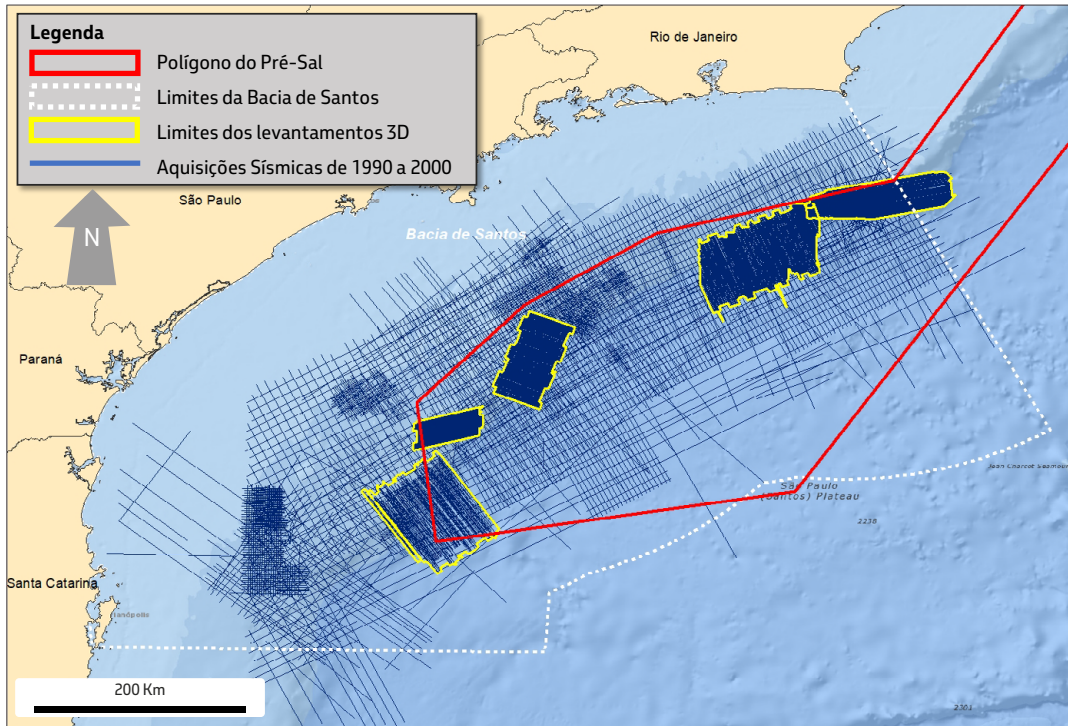 Legenda
Polígono do Pré-Sal
Limites da Bacia de Santos
Limites dos levantamentos 3D
Aquisições Sísmicas de 1990 a 2000
Rio de Janeiro
São Paulo
N
Bacia de Santos
Paraná
São Paulo
(Santos) Plateau
2238
Santa Catarina
200 Km
2301